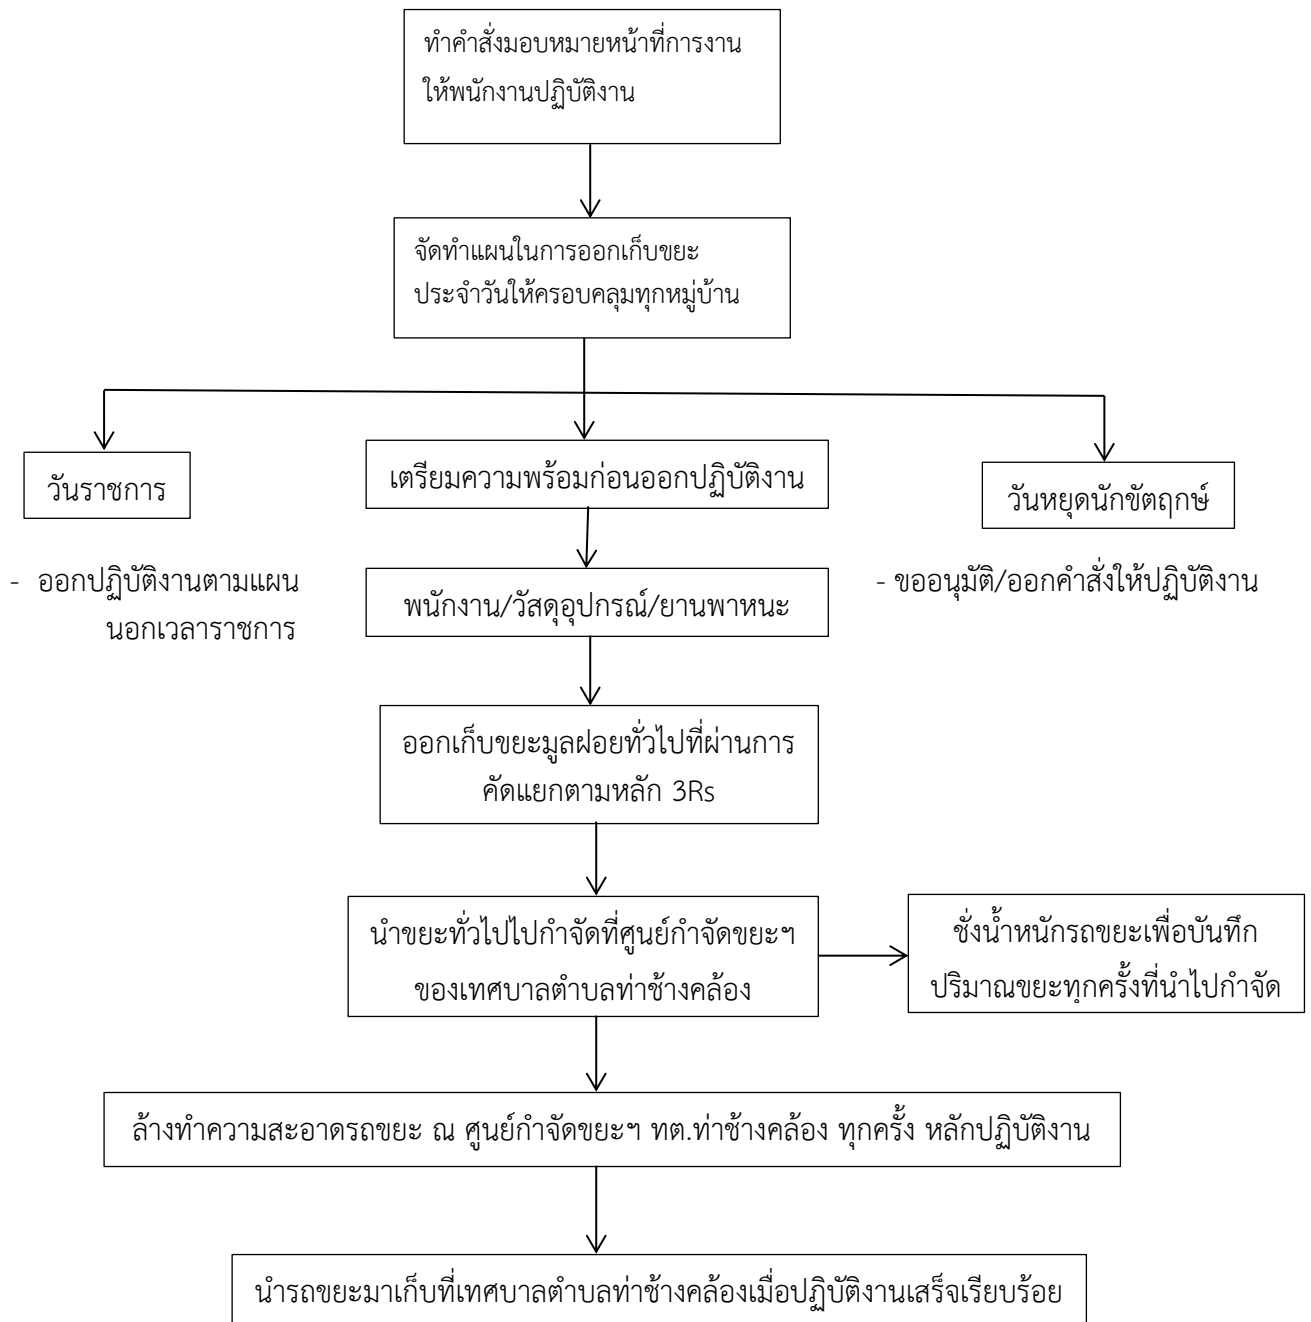 ทำคำสั่งมอบหมายหน้าที่การงาน
ให้พนักงานปฏิบัติงาน
จัดทำแผนในการออกเก็บขยะ
ประจำวันให้ครอบคลุมทุกหมู่บ้าน
วันราชการ
เตรียมความพร้อมก่อนออกปฏิบัติงาน
วันหยุดนักขัตฤกษ์
- ออกปฏิบัติงานตามแผน
นอกเวลาราชการ
พนักงาน/วัสดุอุปกรณ์/ยานพาหนะ
- ขออนุมัติ/ออกคำสั่งให้ปฏิบัติงาน
ออกเก็บขยะมูลฝอยทั่วไปที่ผ่านการ
คัดแยกตามหลัก 3Rs
นำขยะทั่วไปไปกำจัดที่ศูนย์กำจัดขยะฯ
ของเทศบาลตำบลท่าช้างคล้อง
ชั่งน้ำหนักรถขยะเพื่อบันทึก
ปริมาณขยะทุกครั้งที่นำไปกำจัด
ล้างทำความสะอาดรถขยะ ณ ศูนย์กำจัดขยะฯ ทต.ท่าช้างคล้อง ทุกครั้ง หลักปฏิบัติงาน
นำรถขยะมาเก็บที่เทศบาลตำบลท่าช้างคล้องเมื่อปฏิบัติงานเสร็จเรียบร้อย